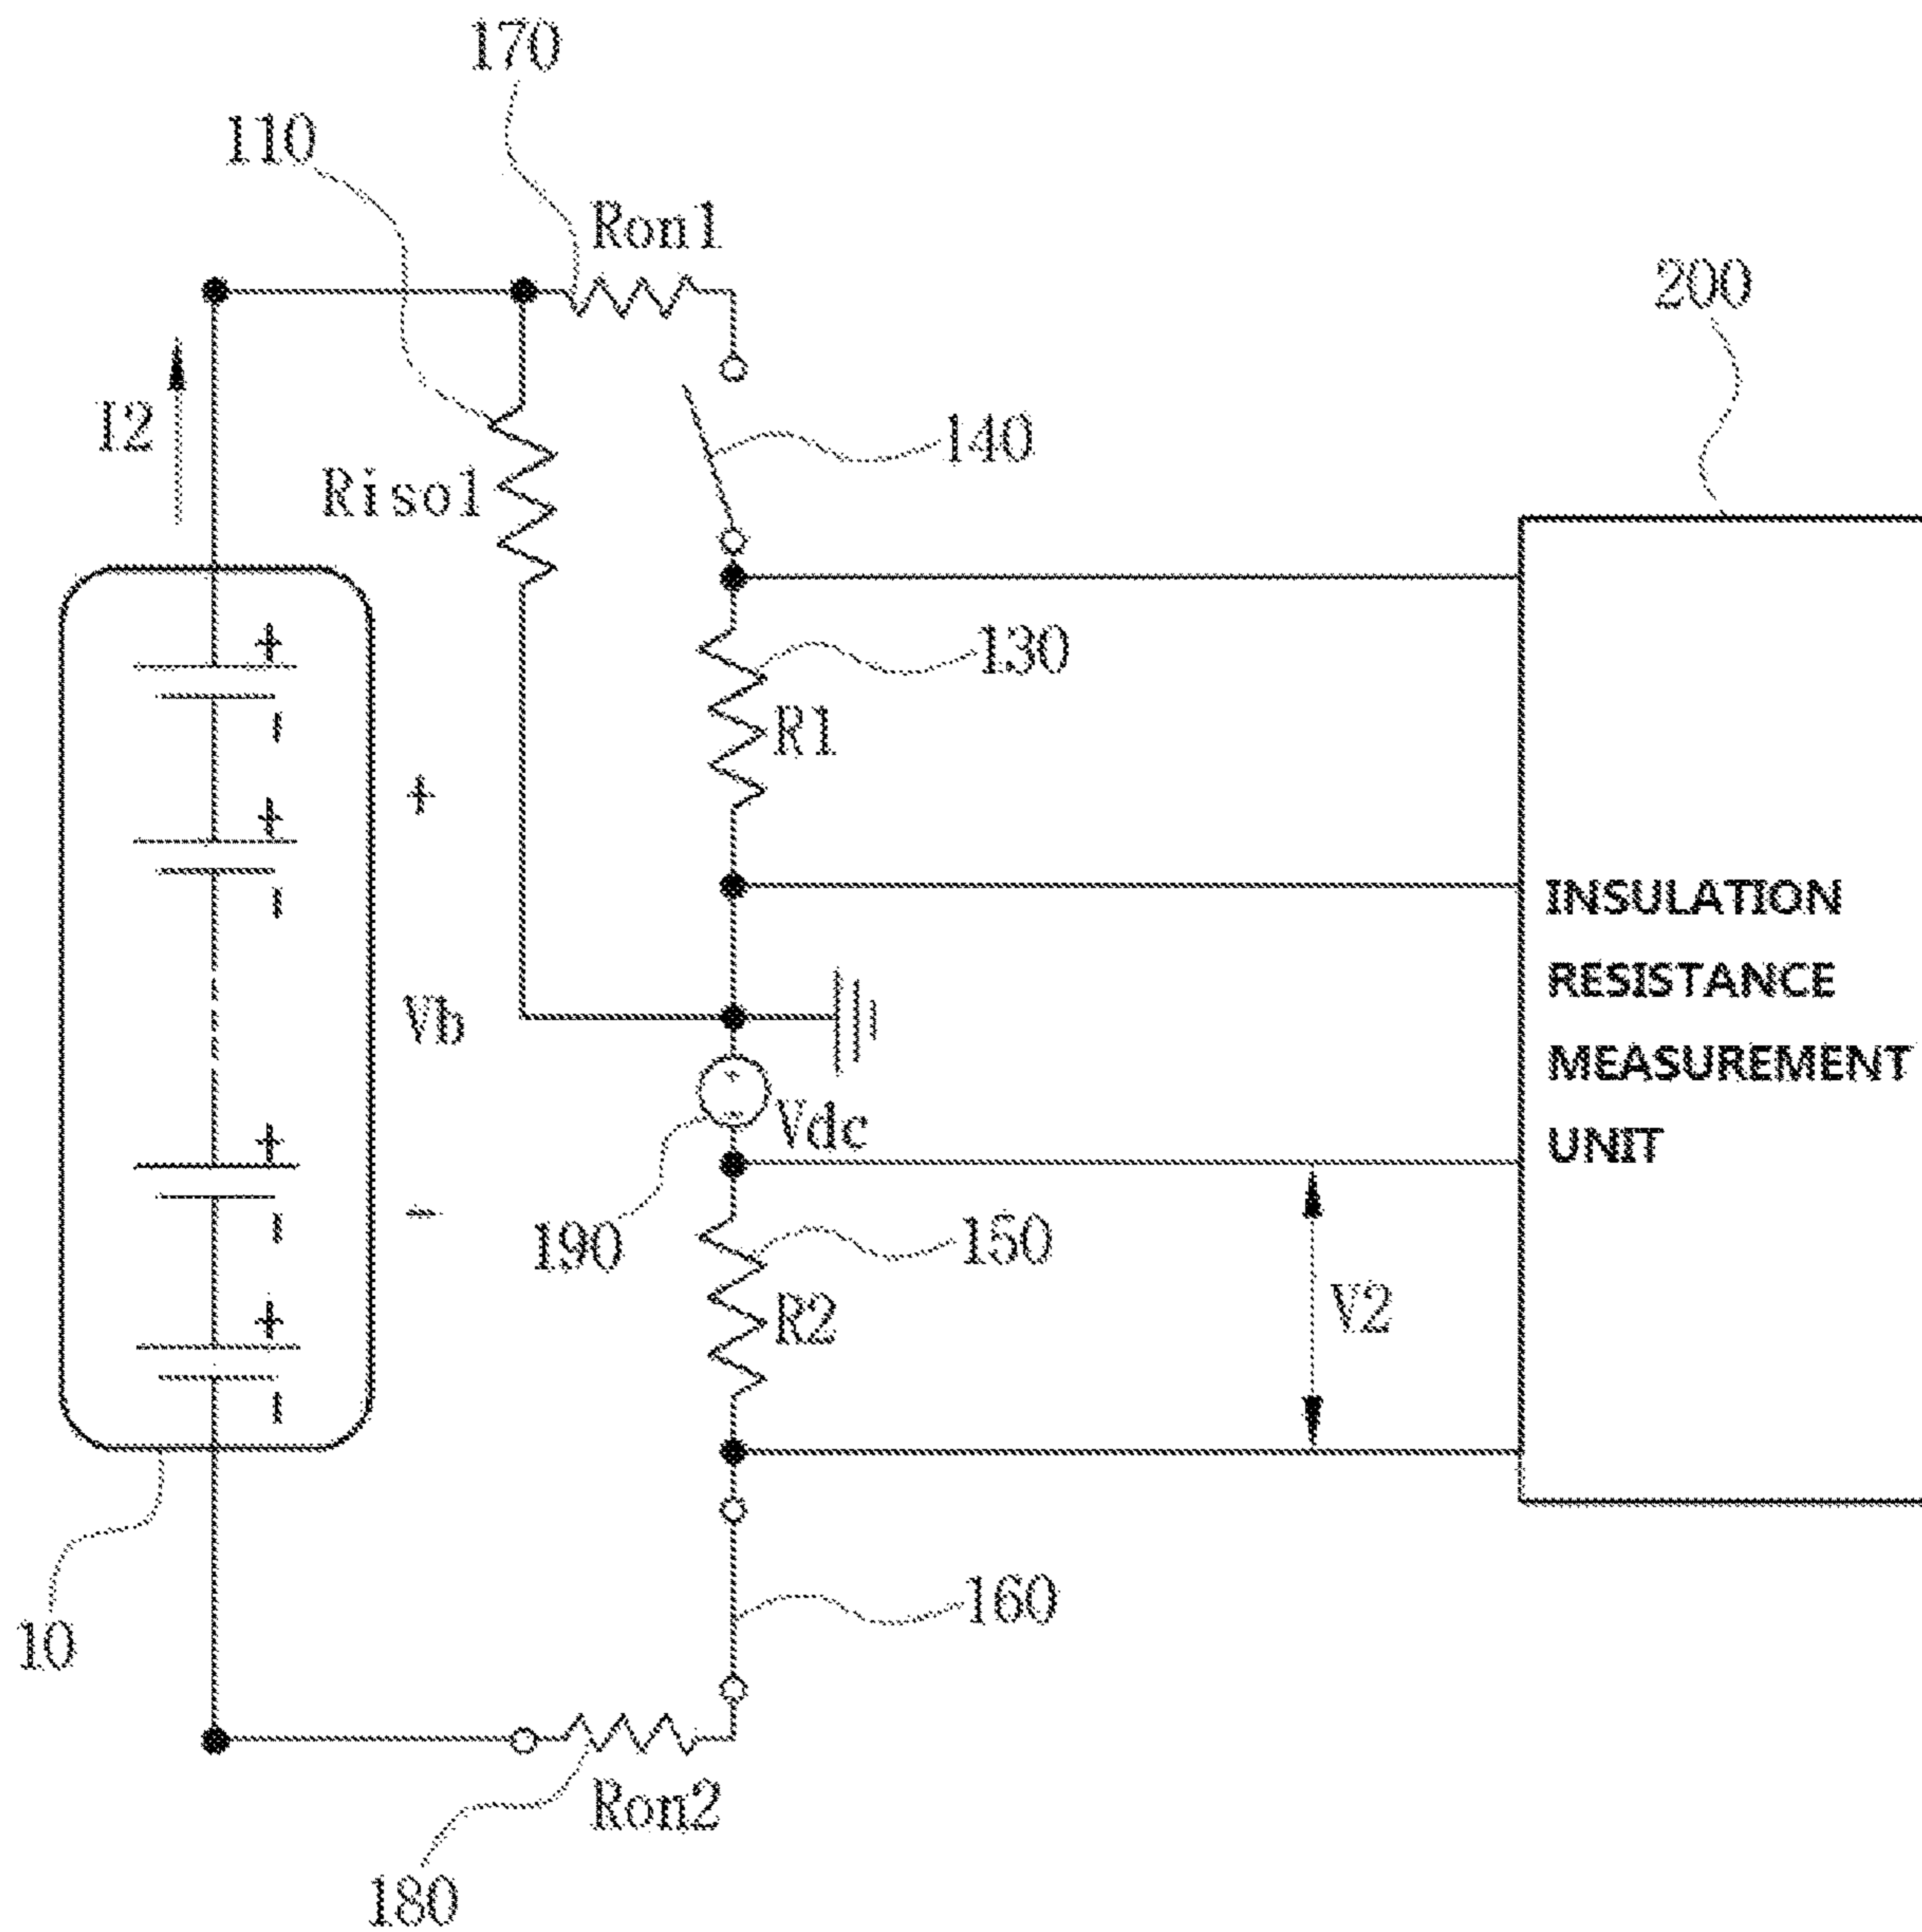 170
110
Ron1
200
I2
140
Riso1
+
-
130
R1
+
-
+
INSULATION
RESISTANCE
MEASUREMENT
UNIT
Vb
Vdc
+
-
-
190
150
R2
V2
+
-
160
10
Ron2
180